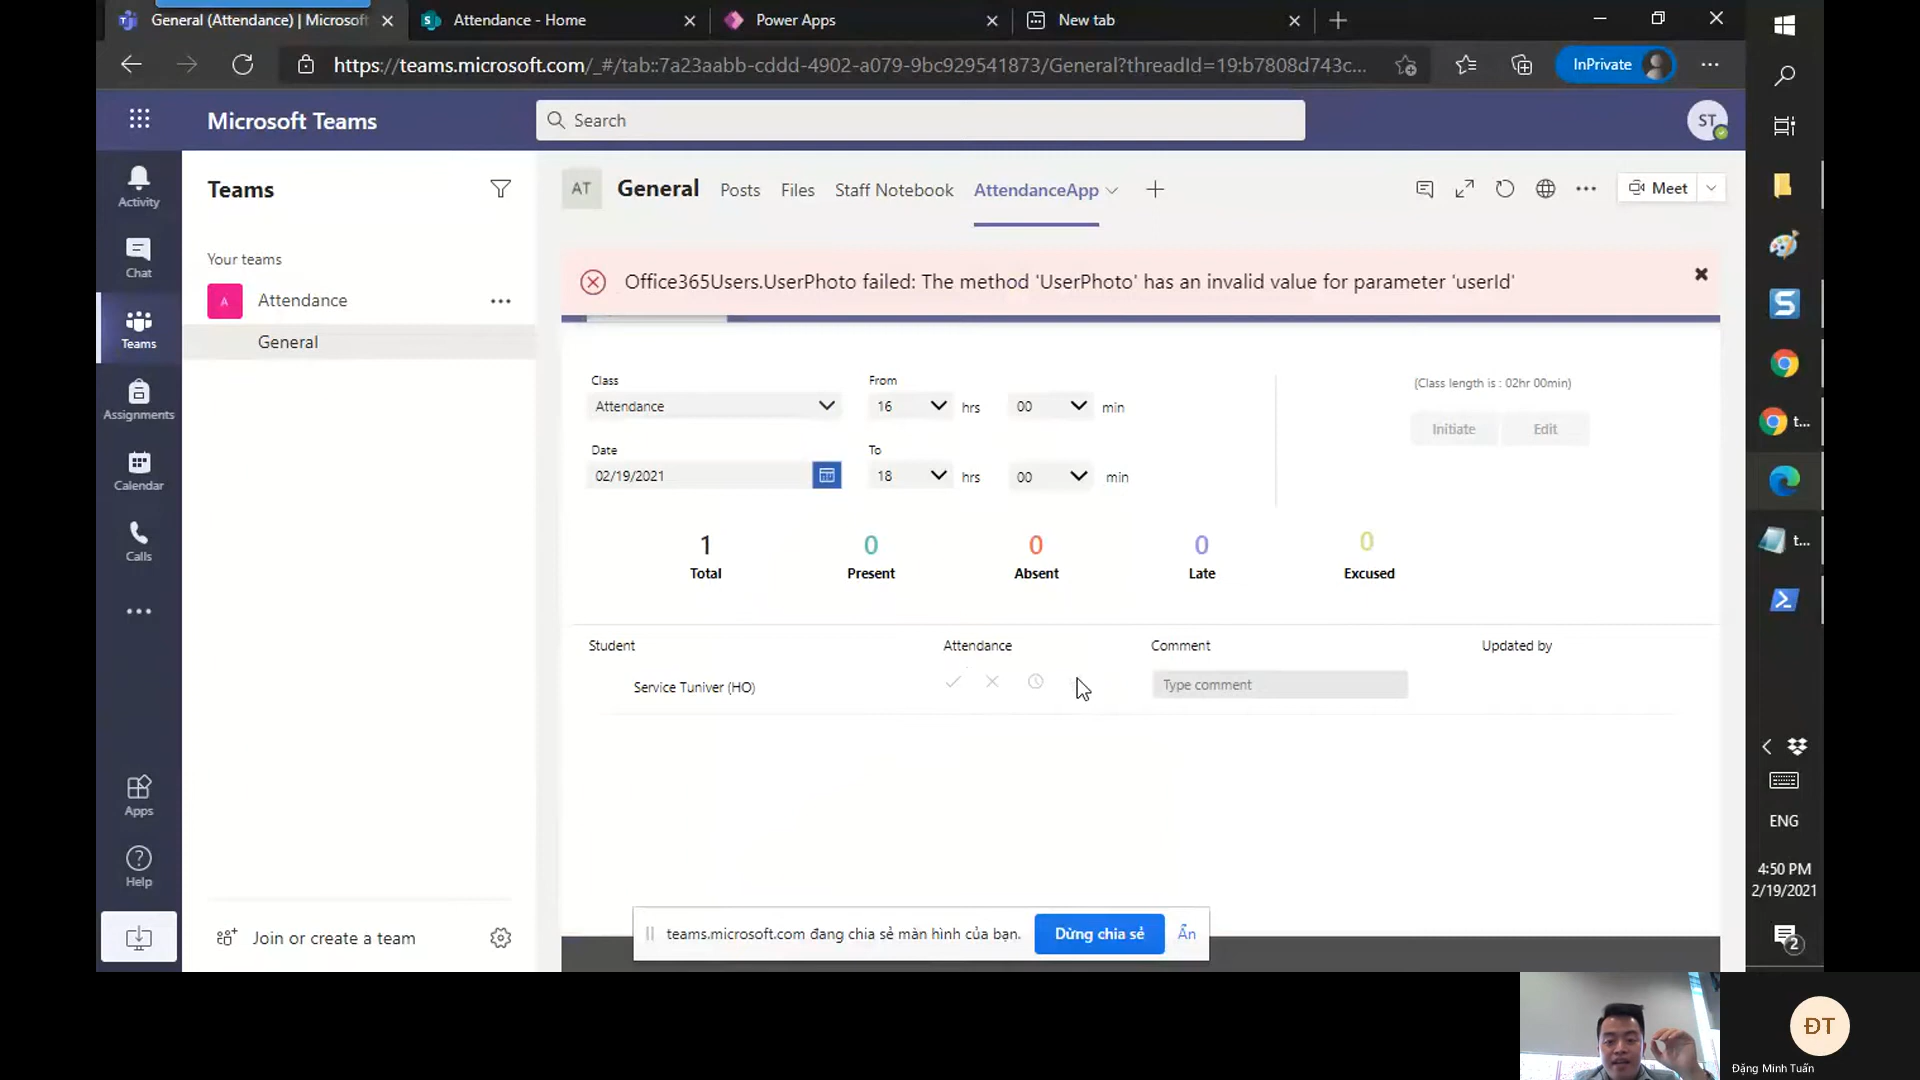 General (Attendance) | Microsoft
Attendance - Home
Power Apps
New tab
https://teams.microsoft.com/_#/tab::7a23aabb-cddd-4902-a079-9bc929541873/General?threadId=19:b7808d743c...
InPrivate
Microsoft Teams
Search
ST
Activity
Chat
Teams
Assignments
Calendar
Calls
Apps
Help
Teams
Your teams
A
Attendance
General
Join or create a team
AT
General
Posts
Files
Staff Notebook
AttendanceApp
Meet
Office365Users.UserPhoto failed: The method 'UserPhoto' has an invalid value for parameter 'userId'
Class
From
(Class length is : 02hr 00min)
Attendance
16
hrs
00
min
Initiate
Edit
Date
To
02/19/2021
18
hrs
00
min
1
0
0
0
0
Total
Present
Absent
Late
Excused
Student
Attendance
Comment
Updated by
Service Tuniver (HO)
Type comment
teams.microsoft.com đang chia sẻ màn hình của bạn.
Dừng chia sẻ
Ẩn
t...
t...
ENG
4:50 PM
2/19/2021
2
ĐT
Đặng Minh Tuấn